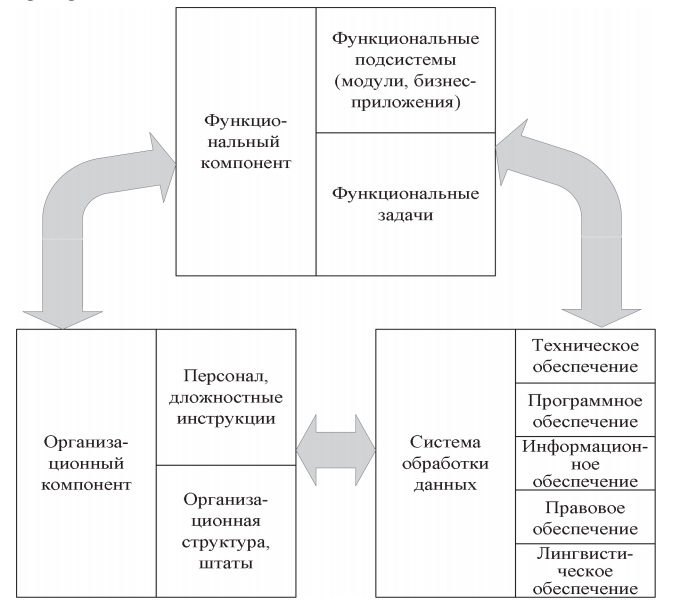 Функцио-
нальный
компонент
Функциональные
подсистемы
(модули, бизнес-
приложения)
Функциональные
задачи
Организа-
ционный
компонент
Персонал,
дложностные
инструкции
Организа-
ционная
структура,
штаты
Система
обработки
данных
Техническое
обеспечение
Программное
обеспечение
Информацион-
ное
обеспечение
Правовое
обеспечение
Лингвисти-
ческое
обеспечение